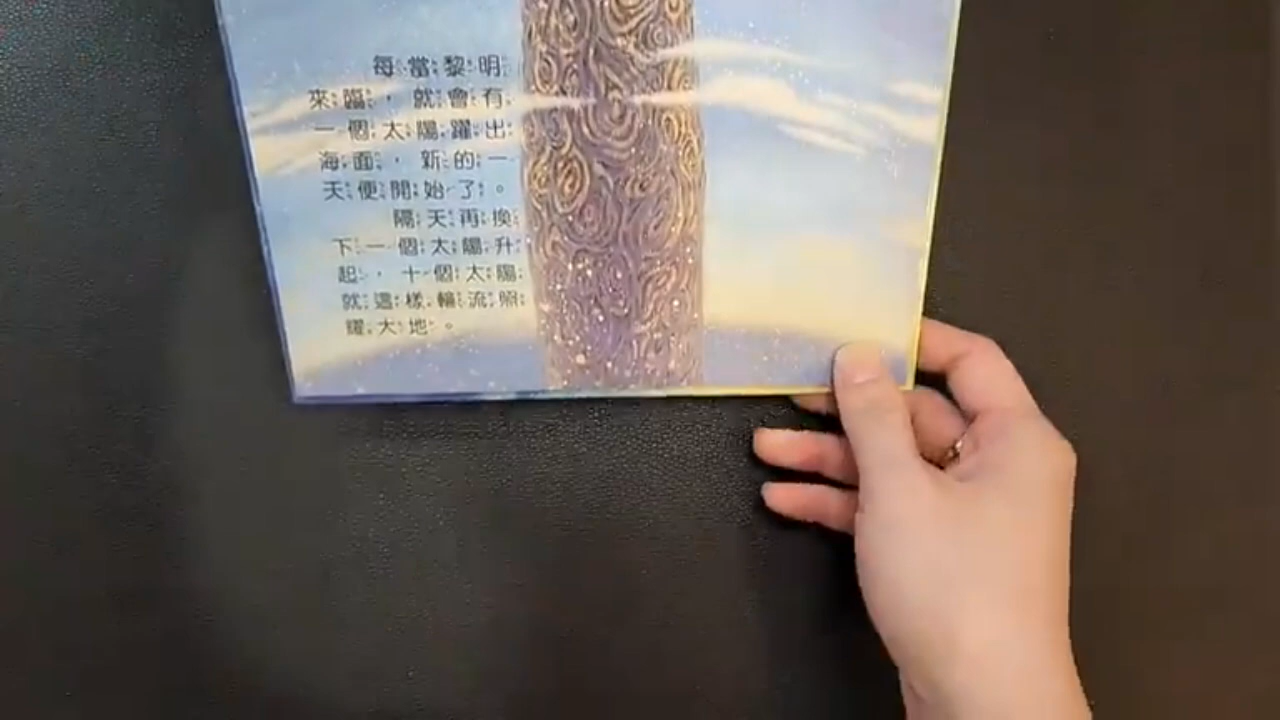 每當黎明
來臨，就會有
一個太陽躍出
海面，新的一
天便開始了。
隔天再換
下一個太陽升
起，十個太陽
就這樣輪流照
耀大地。